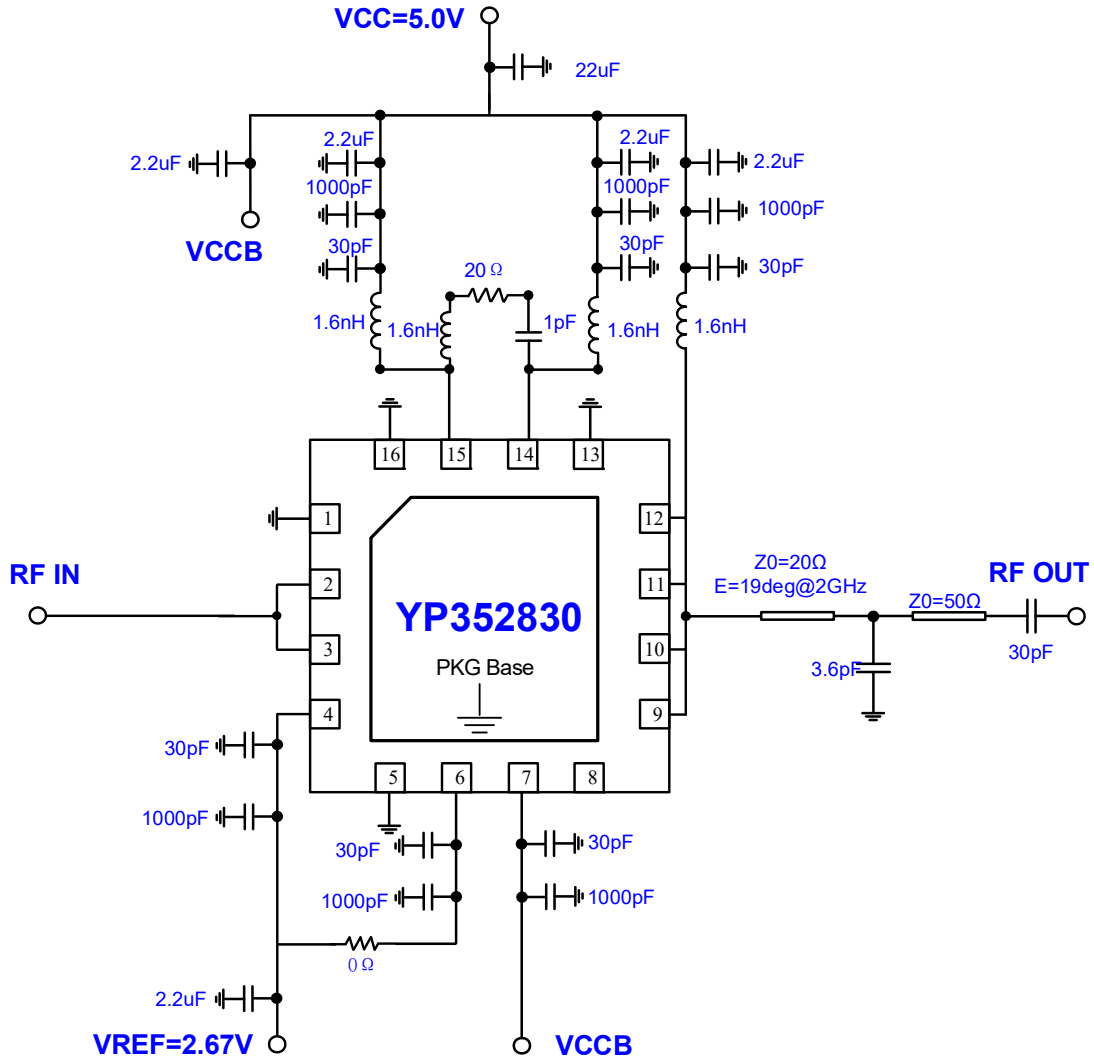 VCC=5.0V
22uF
2.2uF
2.2uF
2.2uF
2.2uF
1000pF
1000pF
1000pF
VCCB
30pF
30pF
30pF
20 Ω
1.6nH
1.6nH
1pF
1.6nH
1.6nH
16
15
14
13
1
12
RF IN
2
11
Z0=20Ω
E=19deg@2GHz
Z0=50Ω
RF OUT
YP352830
3
10
30pF
PKG Base
3.6pF
4
9
30pF
5
6
7
8
1000pF
30pF
30pF
1000pF
1000pF
0 Ω
2.2uF
VREF=2.67V
VCCB